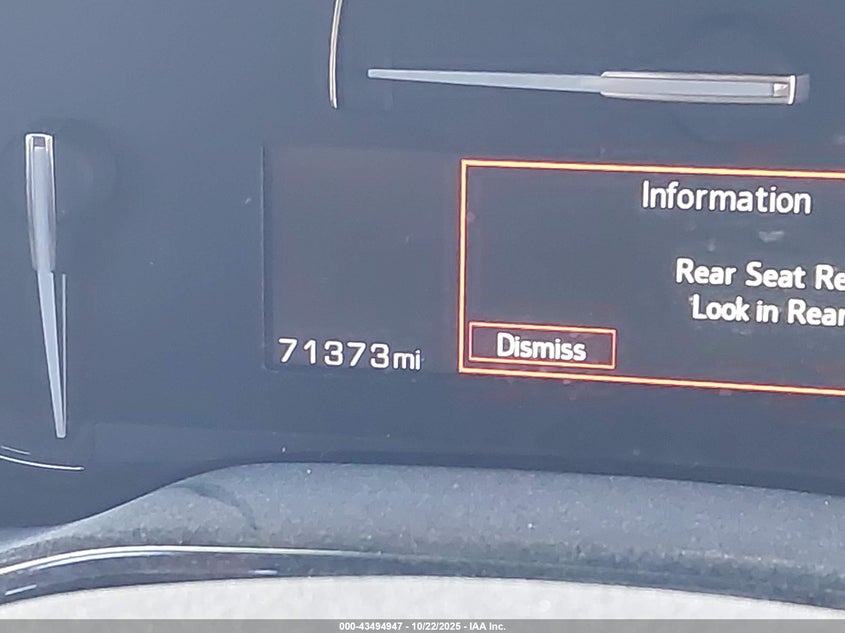 Information
Rear Seat Re
Look in Rear
Dismiss
71373mi
000-43494947 - 10/22/2025 - IAA Inc.